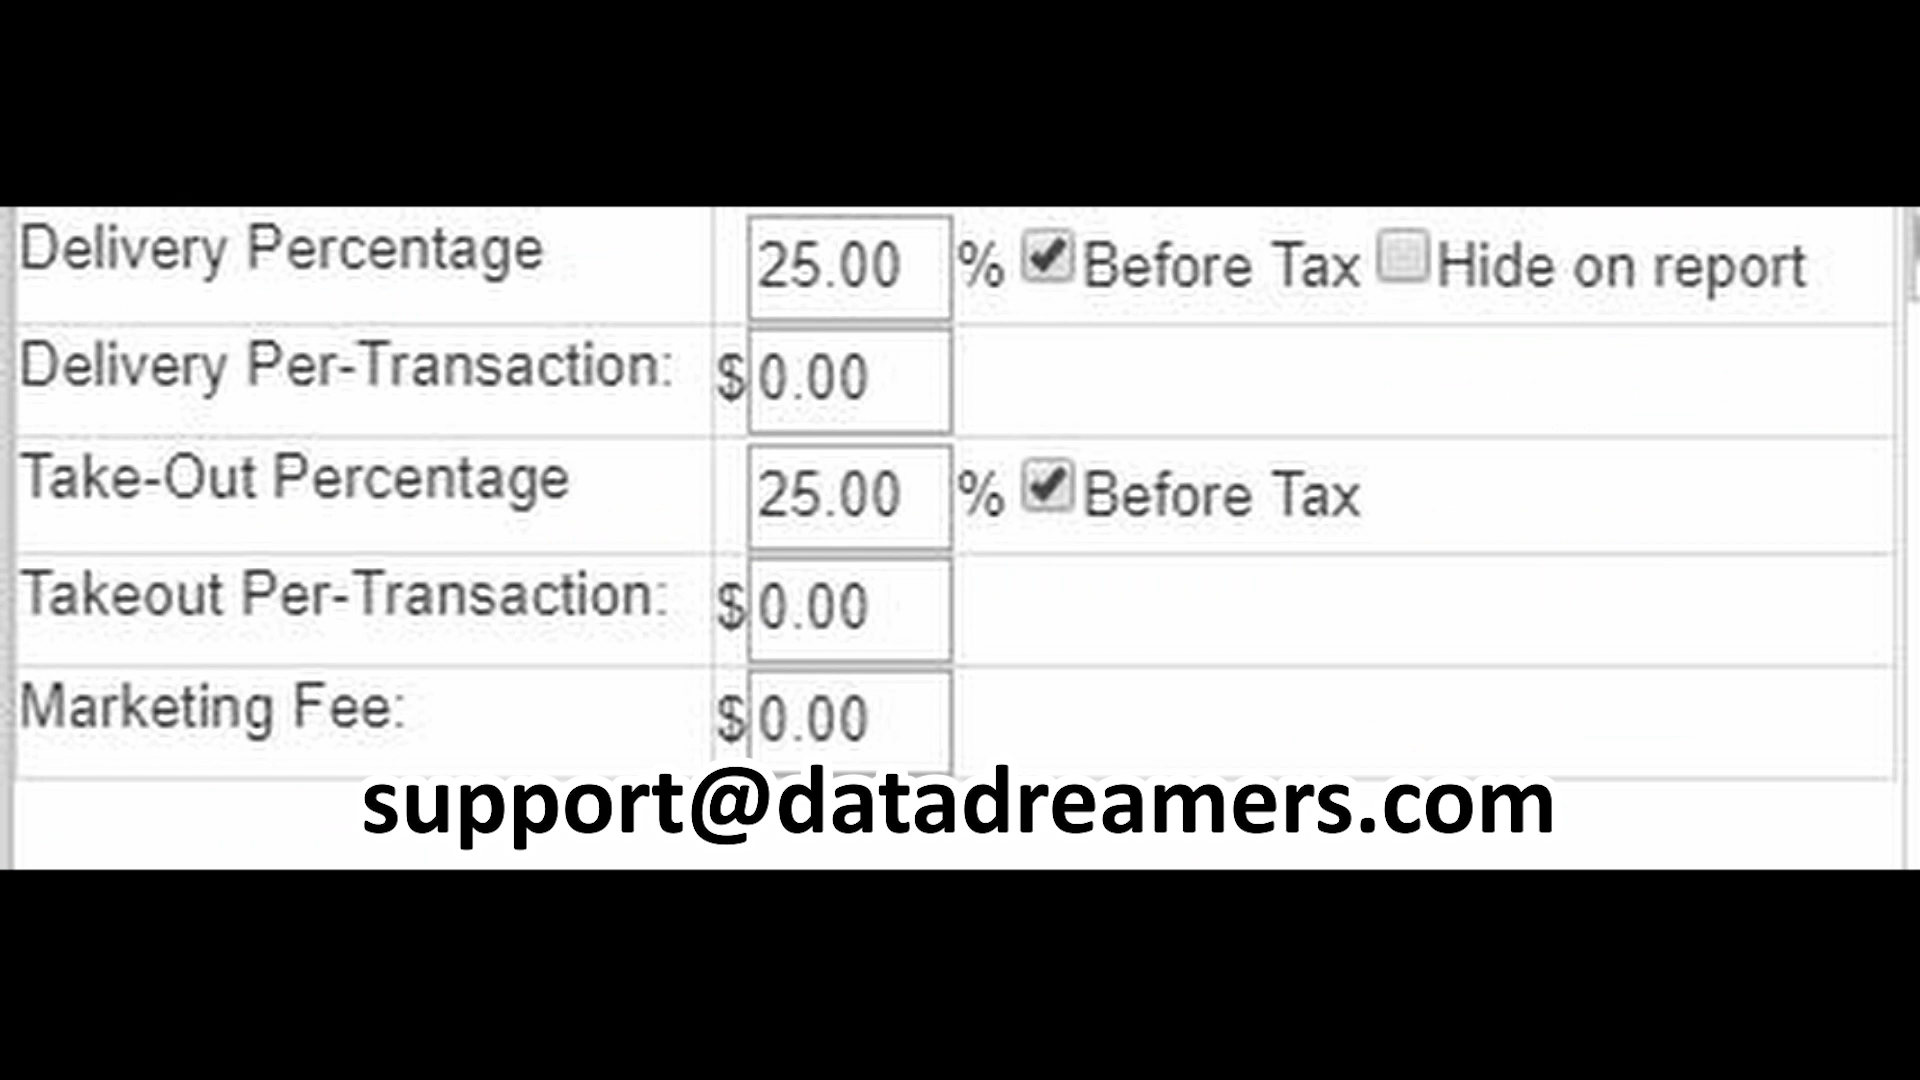 Delivery Percentage 25.00 % Before Tax Hide on report
Delivery Per-Transaction: $ 0.00
Take-Out Percentage 25.00 % Before Tax
Takeout Per-Transaction: $ 0.00
Marketing Fee: $ 0.00
support@datadreamers.com